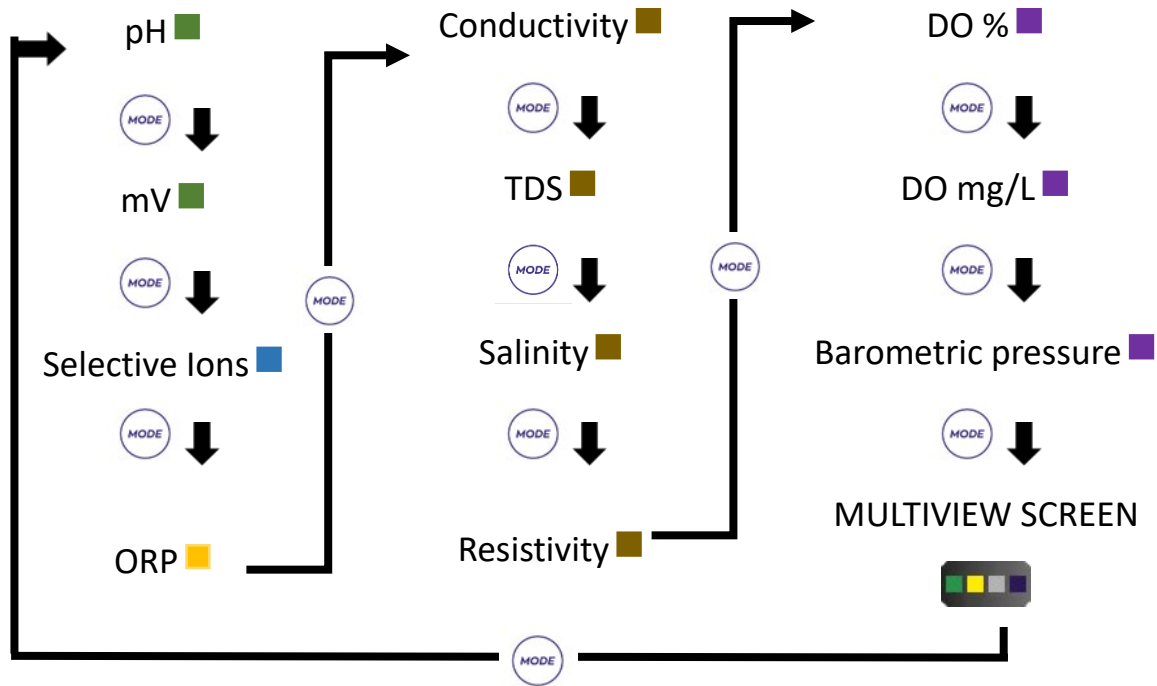 pH
MODE
mV
MODE
Selective Ions
MODE
ORP
MODE
Conductivity
MODE
TDS
MODE
Salinity
MODE
Resistivity
MODE
DO %
MODE
DO mg/L
MODE
Barometric pressure
MODE
MULTIVIEW SCREEN
MODE